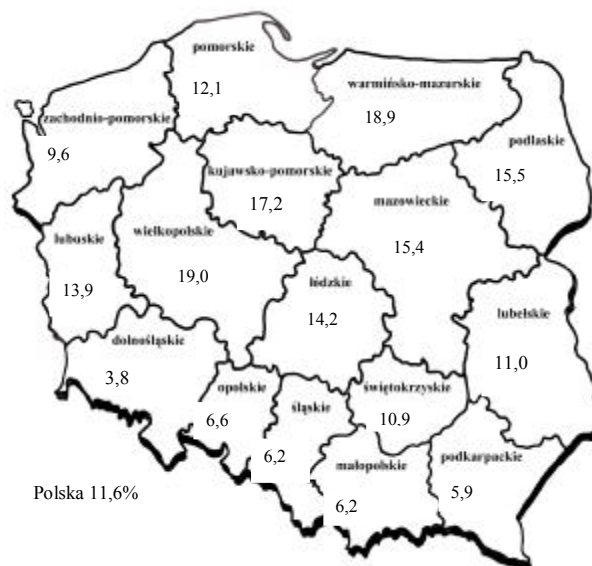 pomorskie
12,1
warmińsko-mazurskie
18,9
zachodnio-pomorskie
9,6
podlaskie
15,5
kujawsko-pomorskie
17,2
mazowieckie
15,4
wielkopolskie
19,0
lubuskie
13,9
łódzkie
14,2
lubelskie
11,0
dolnośląskie
3,8
opolskie
6,6
śląskie
6,2
świętokrzyskie
10,9
małopolskie
6,2
podkarpackie
5,9
Polska 11,6%